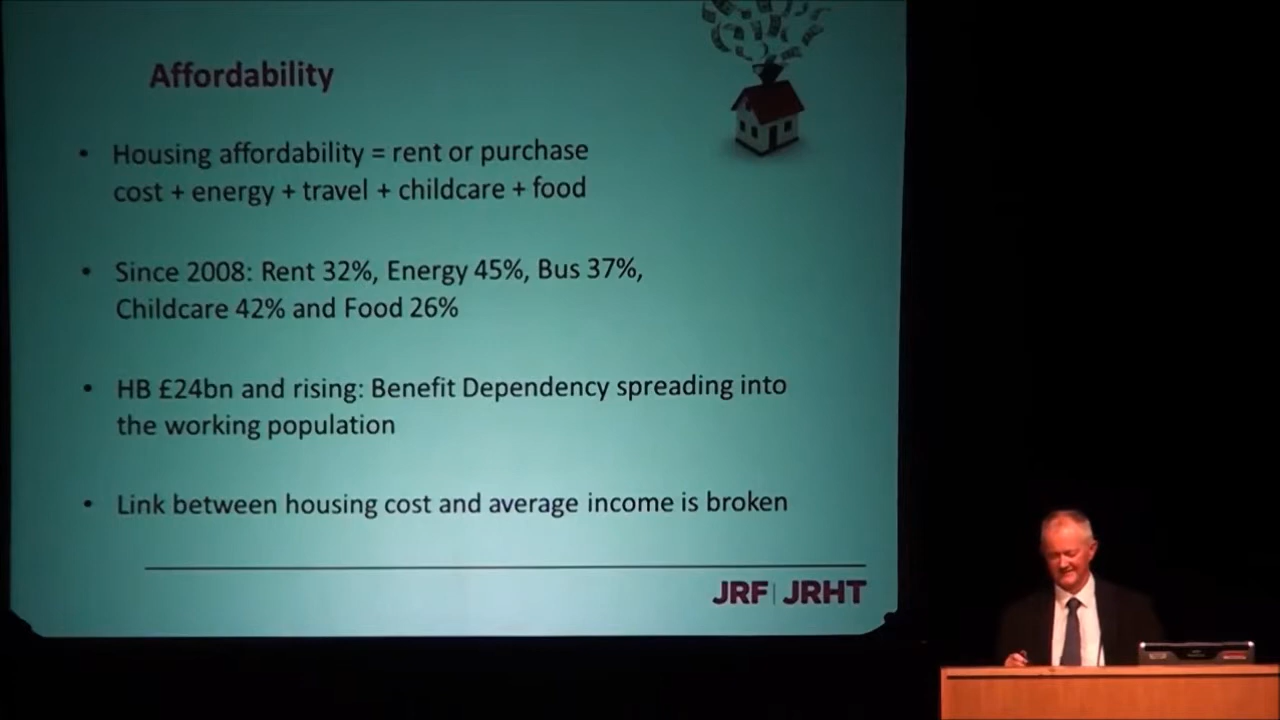 Affordability
• Housing affordability = rent or purchase
cost + energy + travel + childcare + food
• Since 2008: Rent 32%, Energy 45%, Bus 37%,
Childcare 42% and Food 26%
• HB £24bn and rising: Benefit Dependency spreading into
the working population
• Link between housing cost and average income is broken
JRF | JRHT